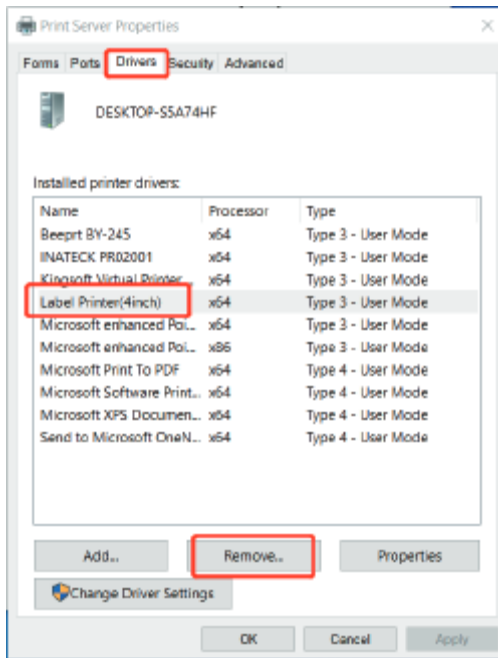 Print Server Properties
Forms Ports Drivers Security Advanced
DESKTOP-S5A74HF
Installed printer drivers:
Name Processor Type
Beeprt BY-245 x64 Type 3 - User Mode
INATECK PR02001 x64 Type 3 - User Mode
Kingsoft Virtual Printer... x64 Type 3 - User Mode
Label Printer(4inch) x64 Type 3 - User Mode
Microsoft enhanced Poi... x64 Type 3 - User Mode
Microsoft enhanced Poi... x86 Type 3 - User Mode
Microsoft Print To PDF x64 Type 4 - User Mode
Microsoft Software Print... x64 Type 4 - User Mode
Microsoft XPS Documen... x64 Type 4 - User Mode
Send to Microsoft OneN... x64 Type 4 - User Mode
Add... Remove... Properties
Change Driver Settings
OK Cancel Apply